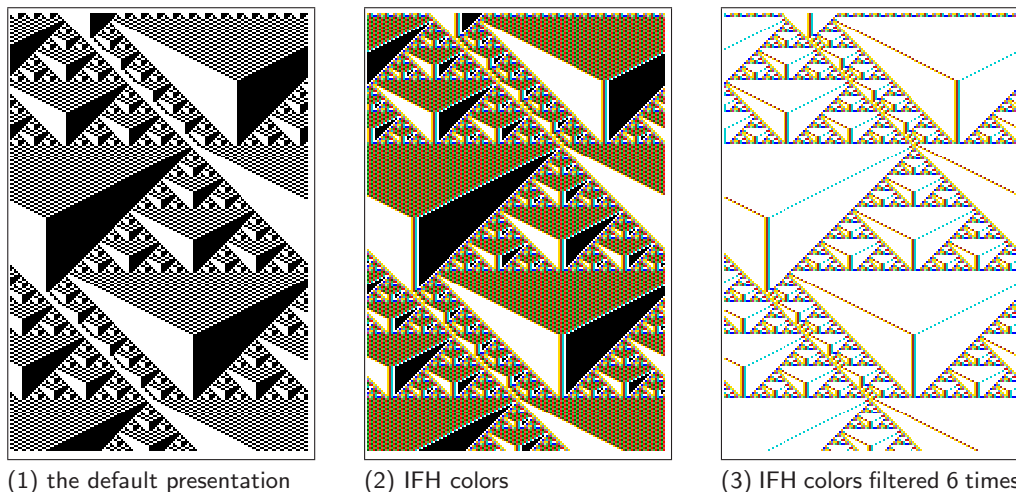 (1) the default presentation
(2) IFH colors
(3) IFH colors filtered 6 times